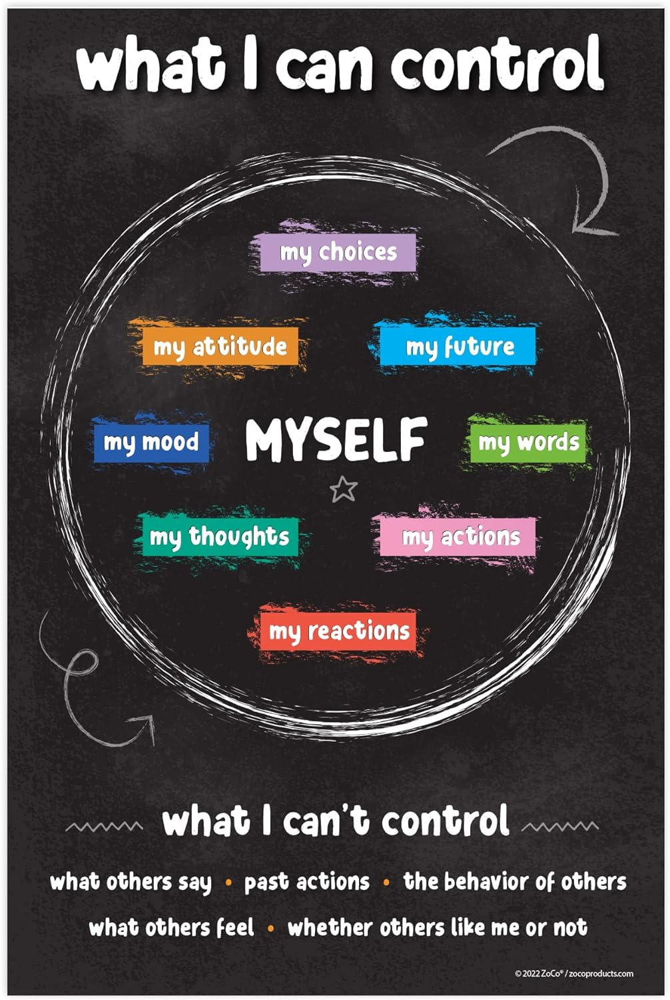 what I can control
my choices
my attitude
my future
my mood
MYSELF
my words
my thoughts
my actions
my reactions
what I can't control
what others say • past actions • the behavior of others
what others feel • whether others like me or not
© 2022 ZoCo® / zocoproducts.com